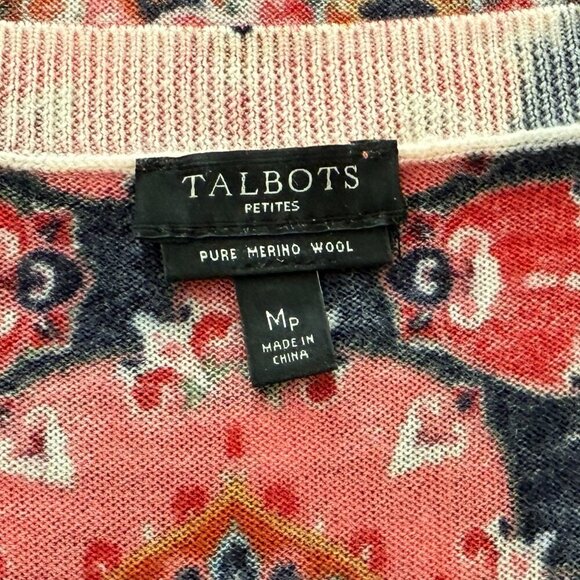 TALBOTS
PETITES
PURE MERINO WOOL
Mp
MADE IN
CHINA